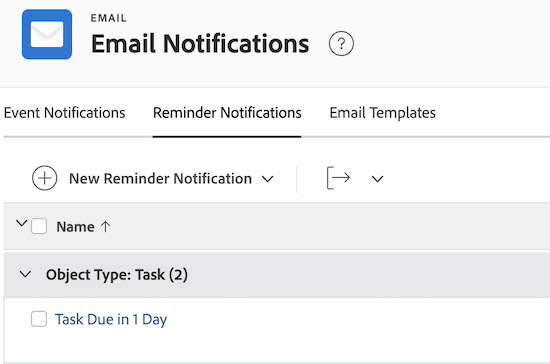 EMAIL
Email Notifications ?
Event Notifications Reminder Notifications Email Templates
New Reminder Notification
Name ↑
Object Type: Task (2)
Task Due in 1 Day